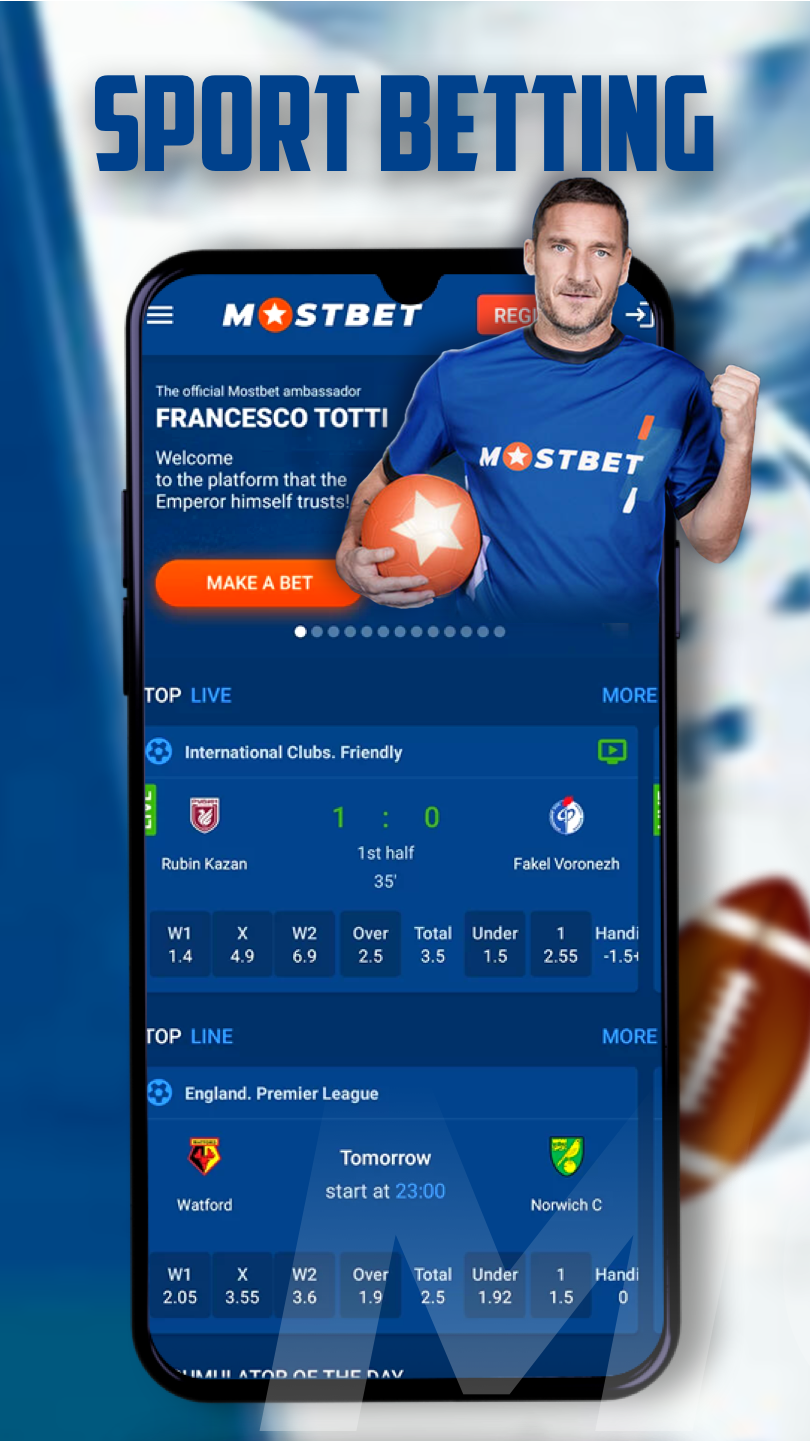 SPORT BETTING
MOSTBET
REGI
The official Mostbet ambassador
FRANCESCO TOTTI
Welcome
to the platform that the
Emperor himself trusts!
MOSTBET
MAKE A BET
TOP LIVE MORE
International Clubs. Friendly
LIVE
1 : 0
1st half
35'
Rubin Kazan Fakel Voronezh
W1 X W2 Over Total Under 1 Handi
1.4 4.9 6.9 2.5 3.5 1.5 2.55 -1.5
TOP LINE MORE
England. Premier League
Tomorrow
start at 23:00
Watford Norwich C
W1 X W2 Over Total Under 1 Handi
2.05 3.55 3.6 1.9 2.5 1.92 1.5 0
UMULATOR OF THE DAY